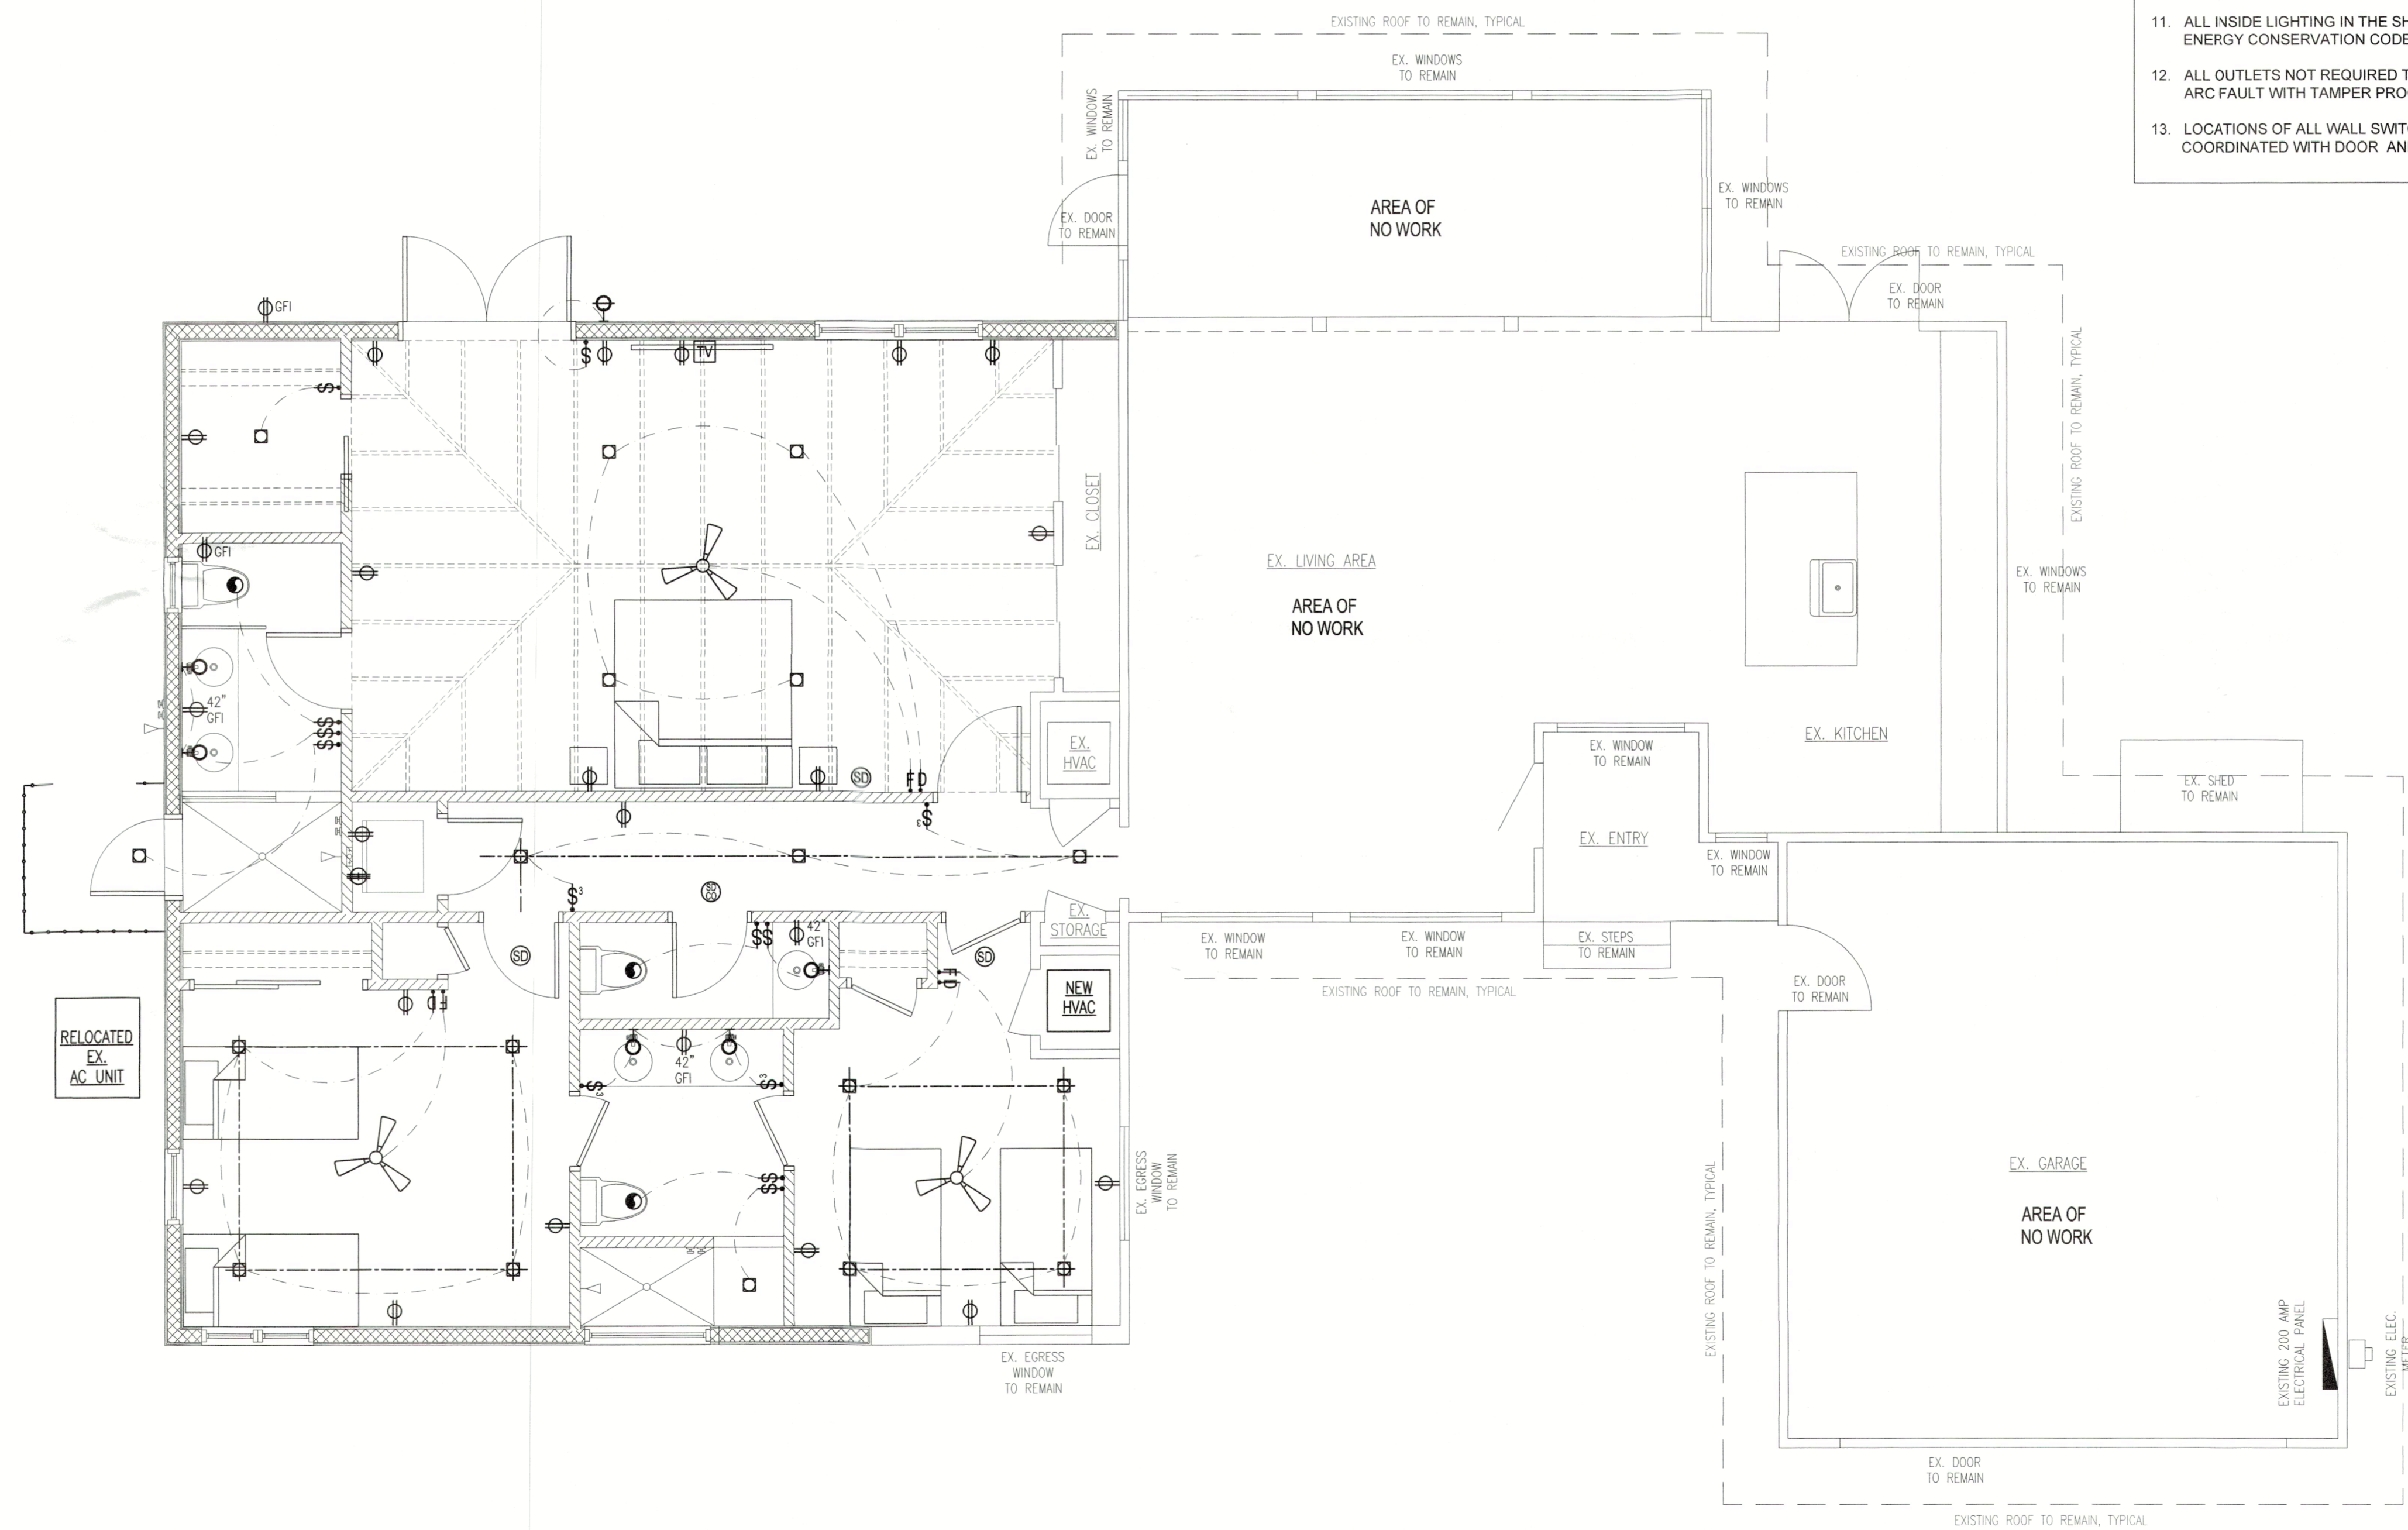 11. ALL INSIDE LIGHTING IN THE SH
ENERGY CONSERVATION CODE
12. ALL OUTLETS NOT REQUIRED T
ARC FAULT WITH TAMPER PRO
13. LOCATIONS OF ALL WALL SWIT
COORDINATED WITH DOOR AN
EXISTING ROOF TO REMAIN, TYPICAL
EX. WINDOWS
TO REMAIN
EX. WINDOWS
TO REMAIN
AREA OF
NO WORK
EX. WINDOWS
TO REMAIN
EX. DOOR
TO REMAIN
EXISTING ROOF TO REMAIN, TYPICAL
EX. DOOR
TO REMAIN
EXISTING ROOF TO REMAIN, TYPICAL
GFI
$
TV
$
EX. CLOSET
GFI
EX. LIVING AREA
AREA OF
NO WORK
EX. WINDOWS
TO REMAIN
42"
GFI
$$$
EX.
HVAC
EX. WINDOW
TO REMAIN
EX. KITCHEN
SD
F D
EX. SHED
TO REMAIN
$3
EX. ENTRY
EX. WINDOW
TO REMAIN
SD
CO
$3
EX.
STORAGE
$$
42"
GFI
SD
SD
EX. WINDOW
TO REMAIN
EX. WINDOW
TO REMAIN
EX. STEPS
TO REMAIN
EX. DOOR
TO REMAIN
EXISTING ROOF TO REMAIN, TYPICAL
F D
F D
NEW
HVAC
RELOCATED
EX.
AC UNIT
42"
GFI
$3
$3
$$
EX. EGRESS
WINDOW
TO REMAIN
EXISTING ROOF TO REMAIN, TYPICAL
EX. GARAGE
AREA OF
NO WORK
EX. EGRESS
WINDOW
TO REMAIN
EXISTING 200 AMP
ELECTRICAL PANEL
EXISTING ELEC.
METER
EX. DOOR
TO REMAIN
EXISTING ROOF TO REMAIN, TYPICAL